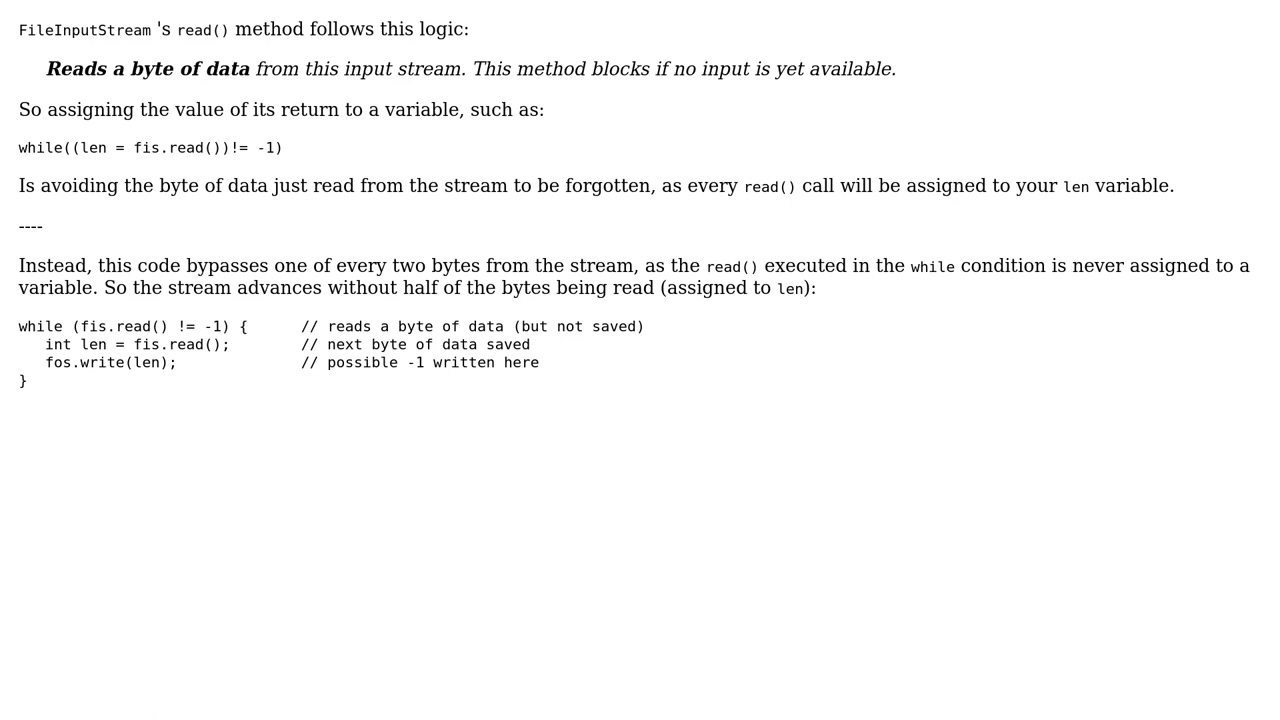 FileInputStream 's read() method follows this logic:
Reads a byte of data from this input stream. This method blocks if no input is yet available.
So assigning the value of its return to a variable, such as:
while((len = fis.read())!= -1)
Is avoiding the byte of data just read from the stream to be forgotten, as every read() call will be assigned to your len variable.
----
Instead, this code bypasses one of every two bytes from the stream, as the read() executed in the while condition is never assigned to a
variable. So the stream advances without half of the bytes being read (assigned to len):
while (fis.read() != -1) {      // reads a byte of data (but not saved)
   int len = fis.read();        // next byte of data saved
   fos.write(len);              // possible -1 written here
}